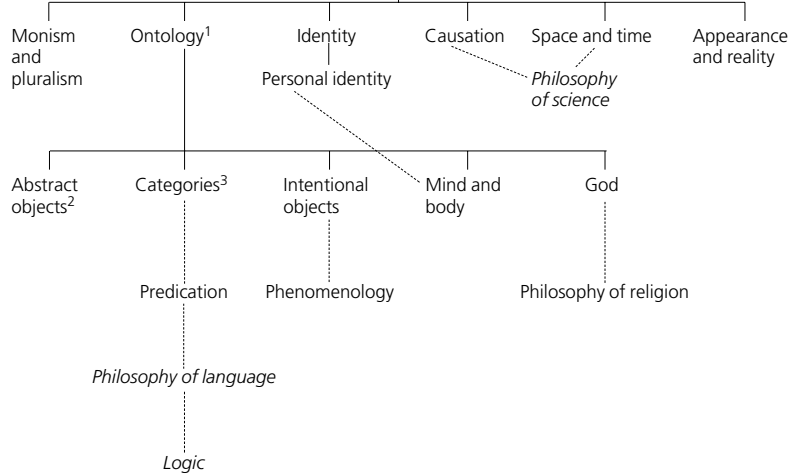 Monism
and
pluralism
Ontology1
Identity
Causation
Space and time
Appearance
and reality
Personal identity
Philosophy
of science
Abstract
objects2
Categories3
Intentional
objects
Mind and
body
God
Predication
Phenomenology
Philosophy of religion
Philosophy of language
Logic